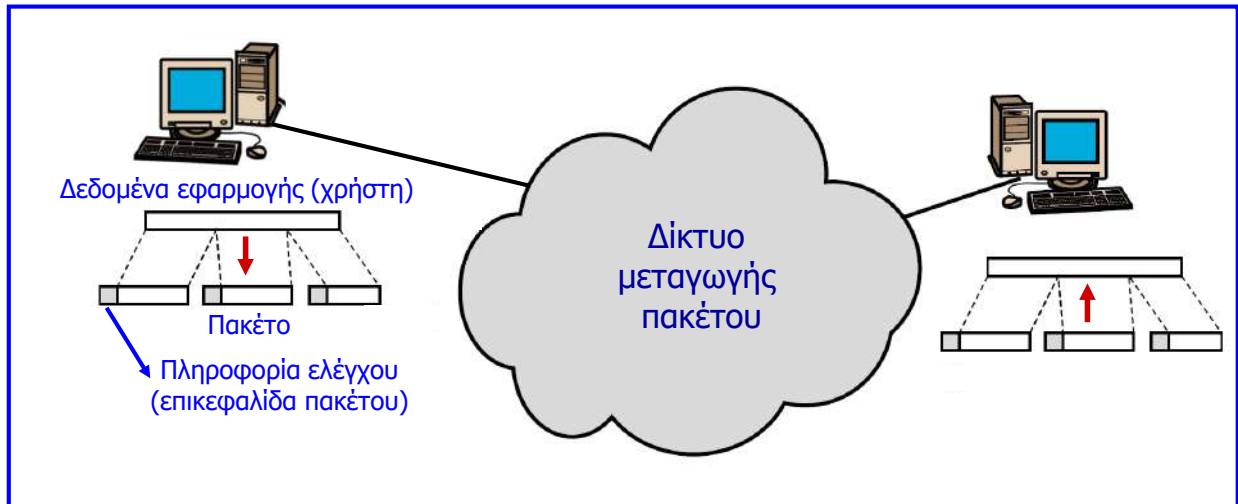 Δεδομένα εφαρμογής (χρήστη)
Πακέτο
Πληροφορία ελέγχου
(επικεφαλίδα πακέτου)
Δίκτυο
μεταγωγής
πακέτου